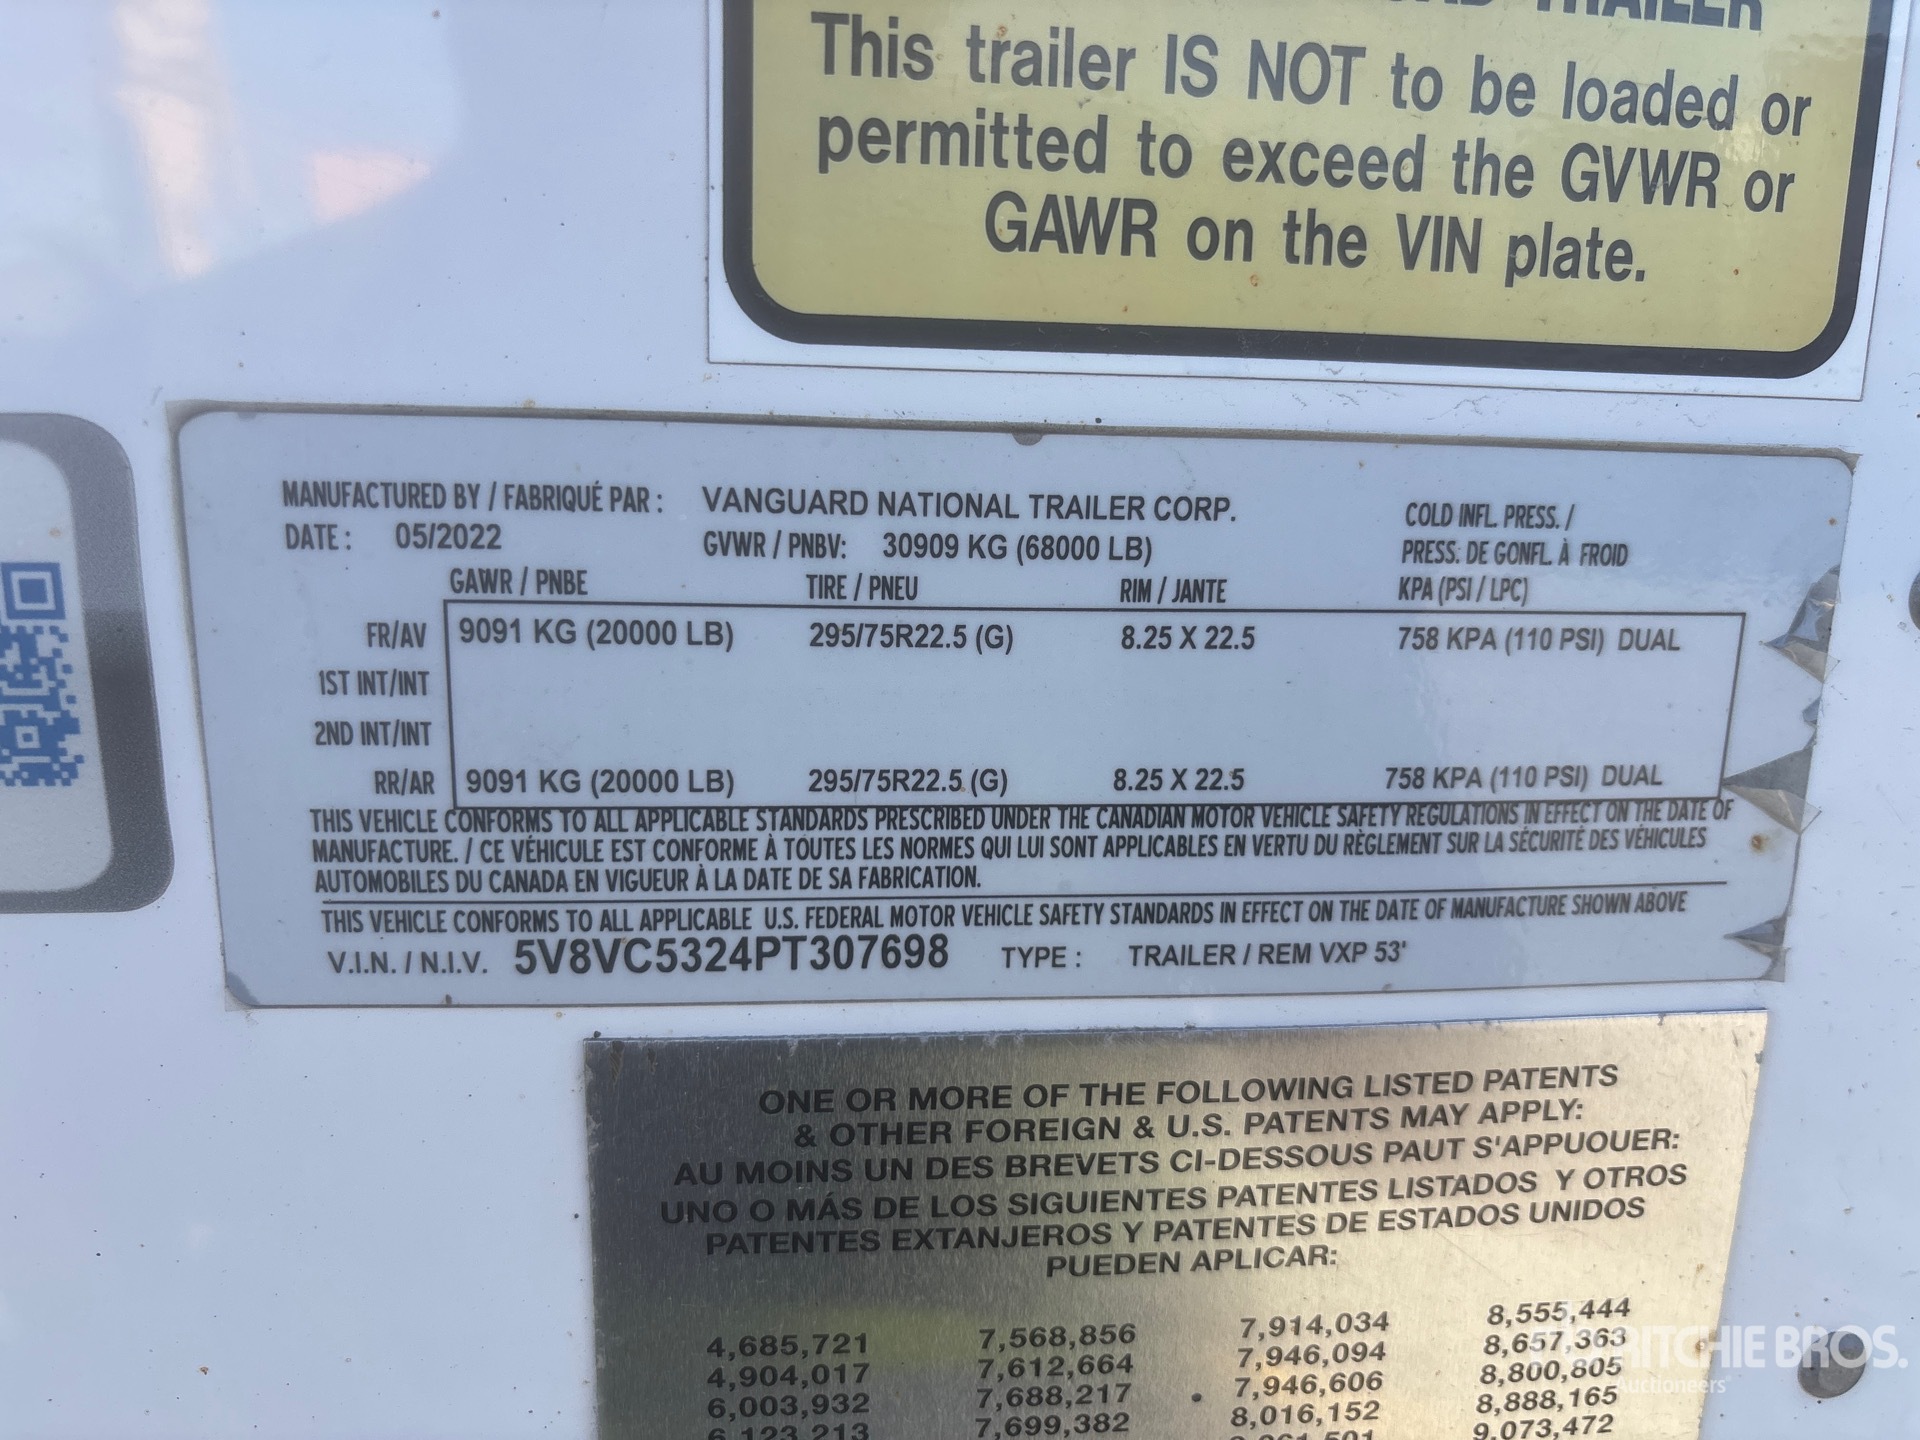 TRAILER
This trailer IS NOT to be loaded or
permitted to exceed the GVWR or
GAWR on the VIN plate.
MANUFACTURED BY / FABRIQUÉ PAR : VANGUARD NATIONAL TRAILER CORP. COLD INFL. PRESS. /
DATE : 05/2022 GVWR / PNBV: 30909 KG (68000 LB) PRESS. DE GONFL. À FROID
GAWR / PNBE TIRE / PNEU RIM / JANTE KPA (PSI / LPC)
FR/AV 9091 KG (20000 LB) 295/75R22.5 (G) 8.25 X 22.5 758 KPA (110 PSI) DUAL
1ST INT/INT
2ND INT/INT
RR/AR 9091 KG (20000 LB) 295/75R22.5 (G) 8.25 X 22.5 758 KPA (110 PSI) DUAL
THIS VEHICLE CONFORMS TO ALL APPLICABLE STANDARDS PRESCRIBED UNDER THE CANADIAN MOTOR VEHICLE SAFETY REGULATIONS IN EFFECT ON THE DATE OF
MANUFACTURE. / CE VÉHICULE EST CONFORME À TOUTES LES NORMES QUI LUI SONT APPLICABLES EN VERTU DU RÈGLEMENT SUR LA SÉCURITÉ DES VÉHICULES
AUTOMOBILES DU CANADA EN VIGUEUR À LA DATE DE SA FABRICATION.
THIS VEHICLE CONFORMS TO ALL APPLICABLE U.S. FEDERAL MOTOR VEHICLE SAFETY STANDARDS IN EFFECT ON THE DATE OF MANUFACTURE SHOWN ABOVE
V.I.N. / N.I.V. 5V8VC5324PT307698 TYPE : TRAILER / REM VXP 53'
ONE OR MORE OF THE FOLLOWING LISTED PATENTS
& OTHER FOREIGN & U.S. PATENTS MAY APPLY:
AU MOINS UN DES BREVETS CI-DESSOUS PAUT S'APPUOUER:
UNO O MÁS DE LOS SIGUIENTES PATENTES LISTADOS Y OTROS
PATENTES EXTANJEROS Y PATENTES DE ESTADOS UNIDOS
PUEDEN APLICAR:
4,685,721 7,568,856 7,914,034 8,555,444
4,904,017 7,612,664 7,946,094 8,657,363
6,003,932 7,688,217 7,946,606 8,800,805
6,123,213 7,699,382 8,016,152 8,888,165
9,073,472
RITCHIE BROS.
Auctioneers